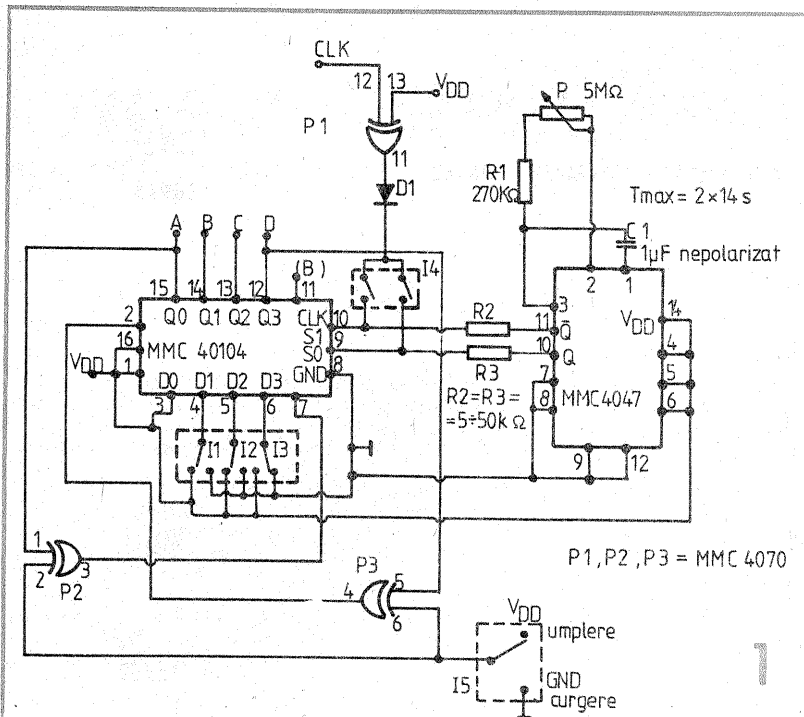 CLK
12 13 VDD
P 5MΩ
P1
11
R1
270KΩ
D1
Tmax = 2×14 s
C1
1µF nepolarizat
A B C D
(B)
I4
15 14 13 12 11
Q0 Q1 Q2 Q3
2
16
VDD
1
MMC 40104
CLK 10
S1 9
S0
GND 8
D0 D1 D2 D3 7
3 4 5 6
R2
R3
R2=R3=
=5÷50k Ω
3 2 1
11 Q̄
10 Q
7
8
VDD 14
4
5
6
MMC4047
9 12
I1 I2 I3
1
2
3
P2
P3
4
5
6
P1, P2, P3 = MMC 4070
VDD
umplere
I5
GND
curgere
1